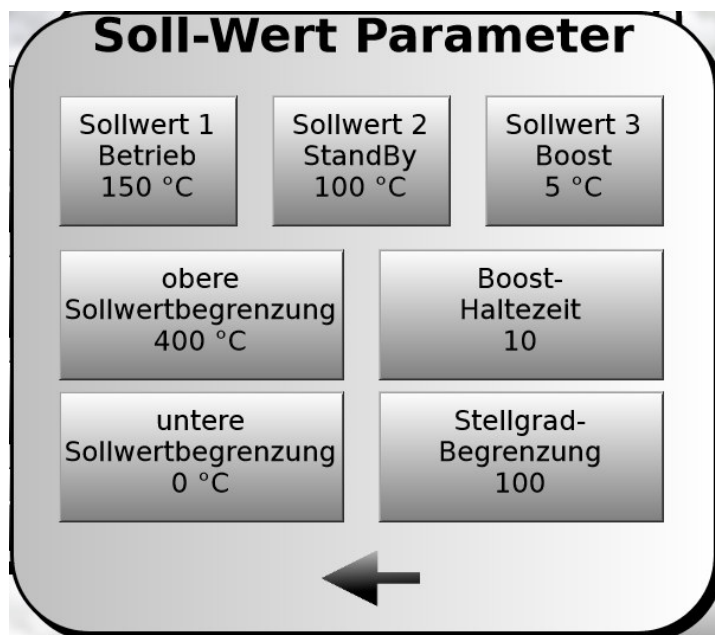 Soll-Wert Parameter
Sollwert 1
Betrieb
150 °C
Sollwert 2
StandBy
100 °C
Sollwert 3
Boost
5 °C
obere
Sollwertbegrenzung
400 °C
Boost-
Haltezeit
10
untere
Sollwertbegrenzung
0 °C
Stellgrad-
Begrenzung
100